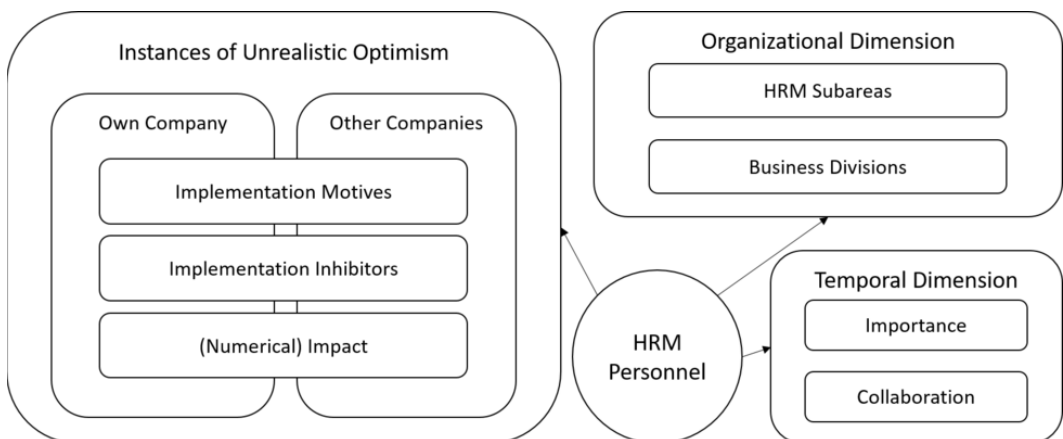 Instances of Unrealistic Optimism
Own Company
Other Companies
Implementation Motives
Implementation Inhibitors
(Numerical) Impact
Organizational Dimension
HRM Subareas
Business Divisions
HRM
Personnel
Temporal Dimension
Importance
Collaboration